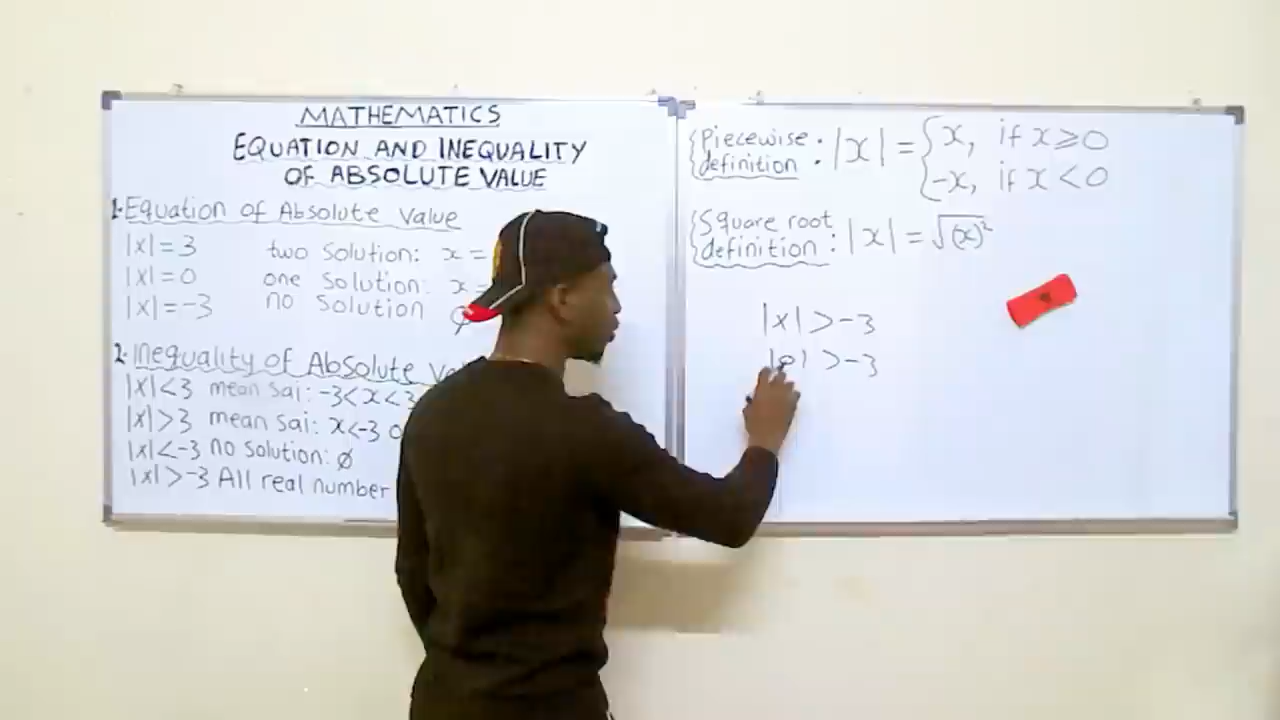 MATHEMATICS
EQUATION AND INEQUALITY
OF ABSOLUTE VALUE
1. Equation of Absolute Value
|x| = 3 two solution: x =
|x| = 0 one solution: x =
|x| = -3 no solution ø
2. Inequality of Absolute
|x| < 3 mean sai: -3 < x < 3
|x| > 3 mean sai: x < -3
|x| < -3 no solution: ø
|x| > -3 All real number
Piecewise definition : |x| = { x, if x ≥ 0
-x, if x < 0
Square root definition : |x| = √(x)²
|x| > -3
|0| > -3